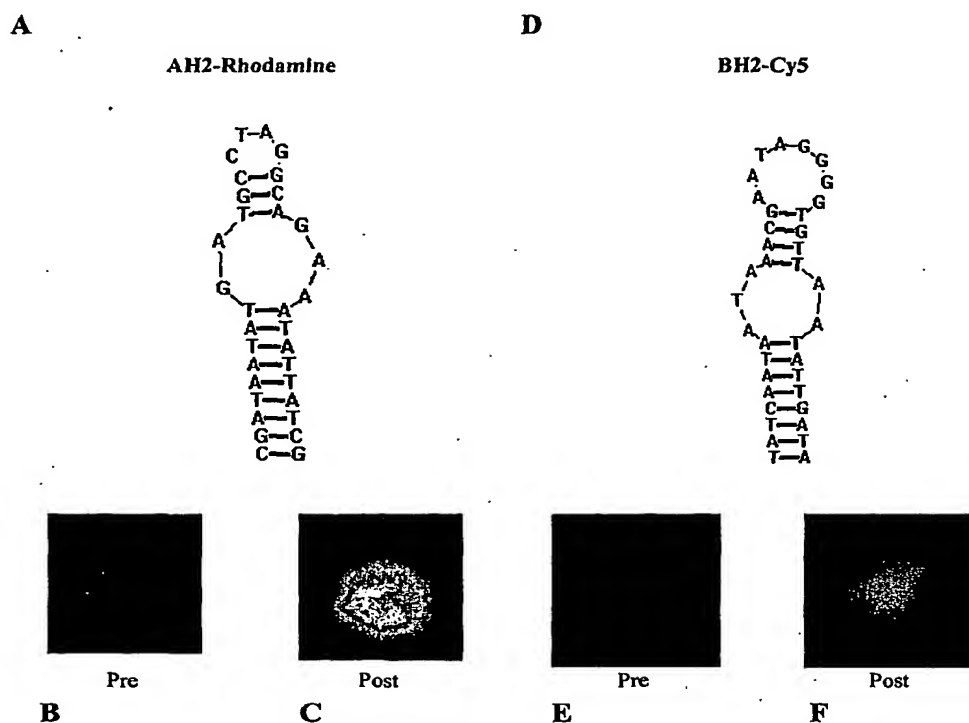 A
D
AH2-Rhodamine
BH2-Cy5
T A
C G
C G
G C
T A
A G
A
G A
T A
A T
T A
A T
A T
T A
A T
G C
C G
A G
T G
A G
A G
G T
C G
A T
A T
A A
T A
A
A T
T A
A T
A T
C G
T A
A T
T A
Pre
Post
Pre
Post
B
C
E
F